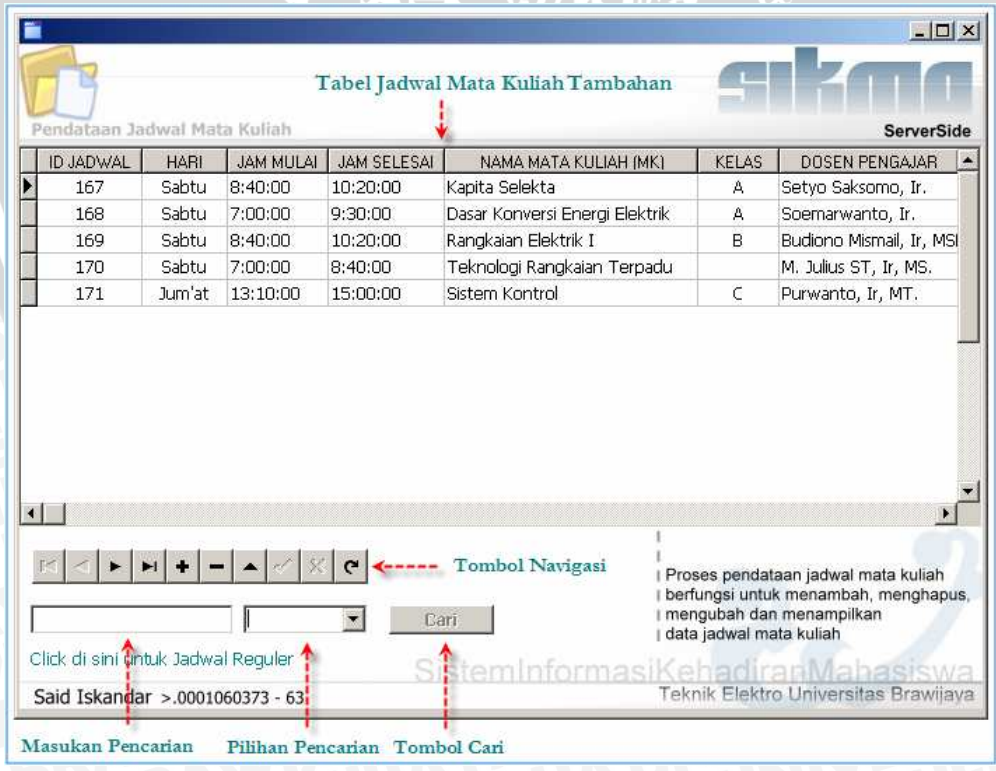 Tabel Jadwal Mata Kuliah Tambahan
sikma
Pendataan Jadwal Mata Kuliah
ServerSide
ID JADWAL HARI JAM MULAI JAM SELESAI NAMA MATA KULIAH (MK) KELAS DOSEN PENGAJAR
167 Sabtu 8:40:00 10:20:00 Kapita Selekta A Setyo Saksomo, Ir.
168 Sabtu 7:00:00 9:30:00 Dasar Konversi Energi Elektrik A Soemarwanto, Ir.
169 Sabtu 8:40:00 10:20:00 Rangkaian Elektrik I B Budiono Mismail, Ir, MS
170 Sabtu 7:00:00 8:40:00 Teknologi Rangkaian Terpadu M. Julius ST, Ir, MS.
171 Jum'at 13:10:00 15:00:00 Sistem Kontrol C Purwanto, Ir, MT.
Tombol Navigasi
Proses pendataan jadwal mata kuliah
berfungsi untuk menambah, menghapus,
mengubah dan menampilkan
data jadwal mata kuliah
Cari
Click di sini untuk Jadwal Reguler
SistemInformasiKehadiranMahasiswa
Said Iskandar >.0001060373 - 63
Teknik Elektro Universitas Brawijaya
Masukan Pencarian Pilihan Pencarian Tombol Cari